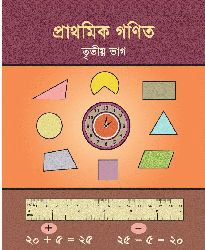 প্রাথমিক গণিত
তৃতীয় ভাগ
+ −
২০ + ৫ = ২৫ ২৫ − ৫ = ২০